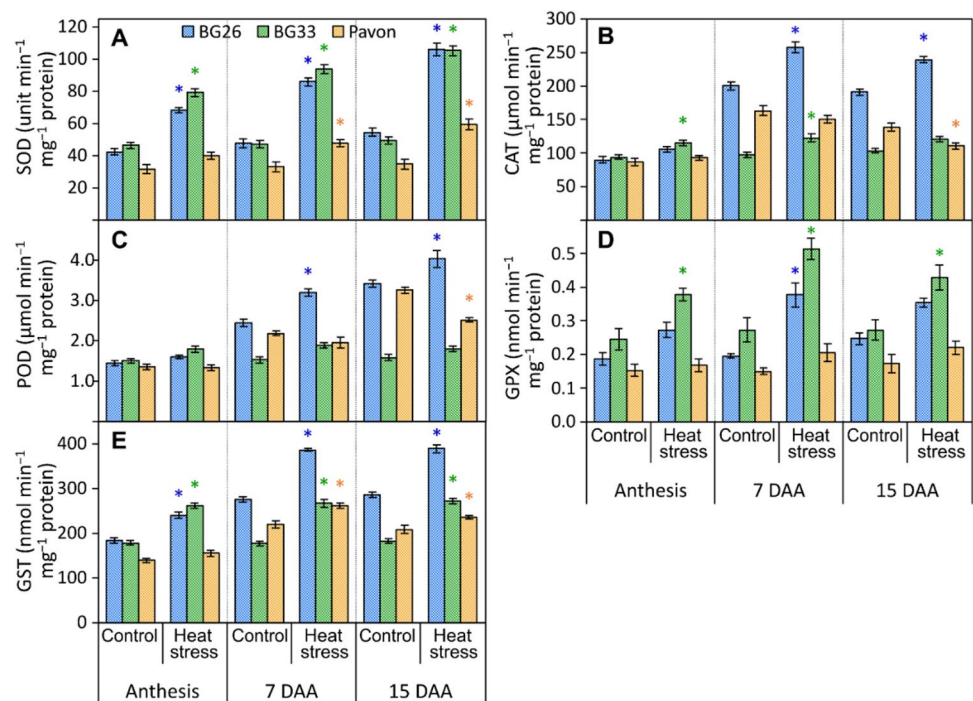 A
BG26 BG33 Pavon
SOD (unit min⁻¹
mg⁻¹ protein)
120
100
80
60
40
20
* * * * * * * *
B
CAT (µmol min⁻¹
mg⁻¹ protein)
300
250
200
150
100
50
* * * * *
C
POD (µmol min⁻¹
mg⁻¹ protein)
4.0
3.0
2.0
1.0
* * *
D
GPX (nmol min⁻¹
mg⁻¹ protein)
0.5
0.4
0.3
0.2
0.1
0.0
* * * *
Control Heat stress Control Heat stress Control Heat stress
Anthesis 7 DAA 15 DAA
E
GST (nmol min⁻¹
mg⁻¹ protein)
400
300
200
100
0
* * * * * * * *
Control Heat stress Control Heat stress Control Heat stress
Anthesis 7 DAA 15 DAA